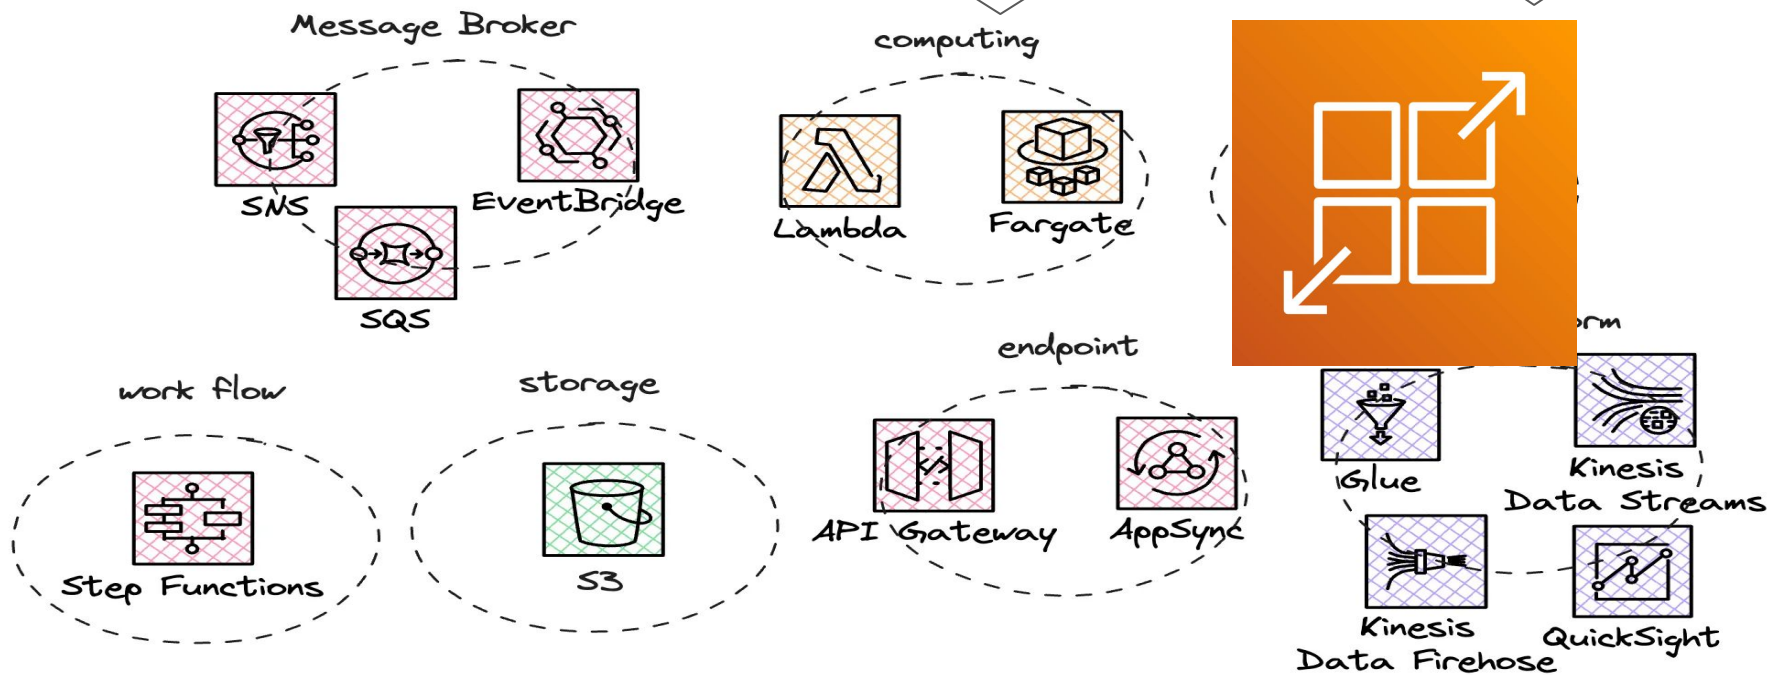 Message Broker
SNS
EventBridge
SQS
computing
Lambda
Fargate
work flow
Step Functions
storage
S3
endpoint
API Gateway
AppSync
orm
Glue
Kinesis
Data Streams
Kinesis
Data Firehose
QuickSight